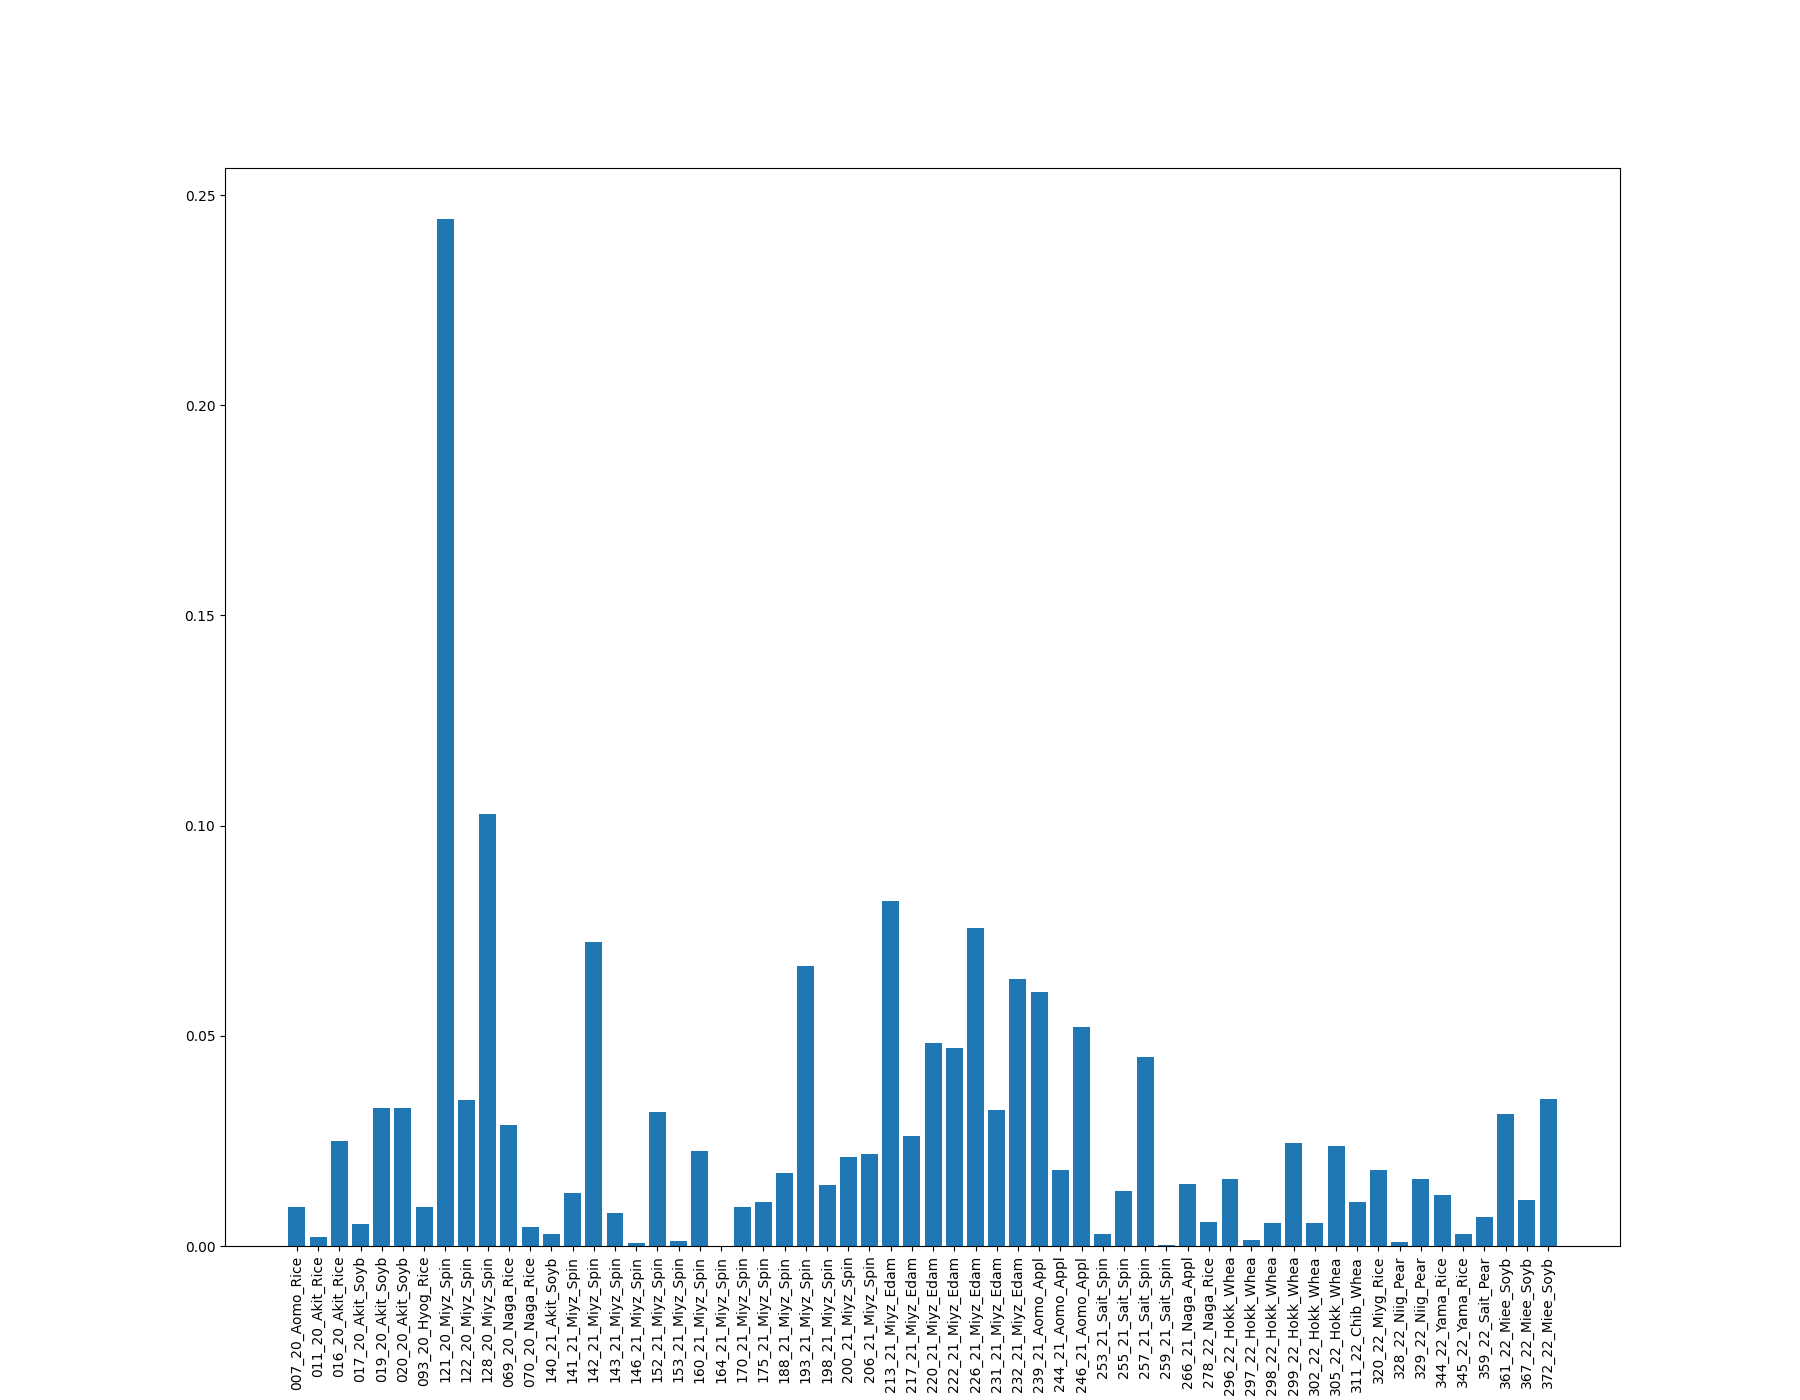 0.25
0.20
0.15
0.10
0.05
0.00
007_20_Aomo_Rice
011_20_Akit_Rice
016_20_Akit_Rice
017_20_Akit_Soyb
019_20_Akit_Soyb
020_20_Akit_Soyb
093_20_Hyog_Rice
121_20_Miyz_Spin
122_20_Miyz_Spin
128_20_Miyz_Spin
069_20_Naga_Rice
070_20_Naga_Rice
140_21_Akit_Soyb
141_21_Miyz_Spin
142_21_Miyz_Spin
143_21_Miyz_Spin
146_21_Miyz_Spin
152_21_Miyz_Spin
153_21_Miyz_Spin
160_21_Miyz_Spin
164_21_Miyz_Spin
170_21_Miyz_Spin
175_21_Miyz_Spin
188_21_Miyz_Spin
193_21_Miyz_Spin
198_21_Miyz_Spin
200_21_Miyz_Spin
206_21_Miyz_Spin
213_21_Miyz_Edam
217_21_Miyz_Edam
220_21_Miyz_Edam
222_21_Miyz_Edam
226_21_Miyz_Edam
231_21_Miyz_Edam
232_21_Miyz_Edam
239_21_Aomo_Appl
244_21_Aomo_Appl
246_21_Aomo_Appl
253_21_Sait_Spin
255_21_Sait_Spin
257_21_Sait_Spin
259_21_Sait_Spin
266_21_Naga_Appl
278_22_Naga_Rice
296_22_Hokk_Whea
297_22_Hokk_Whea
298_22_Hokk_Whea
299_22_Hokk_Whea
302_22_Hokk_Whea
305_22_Hokk_Whea
311_22_Chib_Whea
320_22_Miyg_Rice
328_22_Niig_Pear
329_22_Niig_Pear
344_22_Yama_Rice
345_22_Yama_Rice
359_22_Sait_Pear
361_22_Miee_Soyb
367_22_Miee_Soyb
372_22_Miee_Soyb